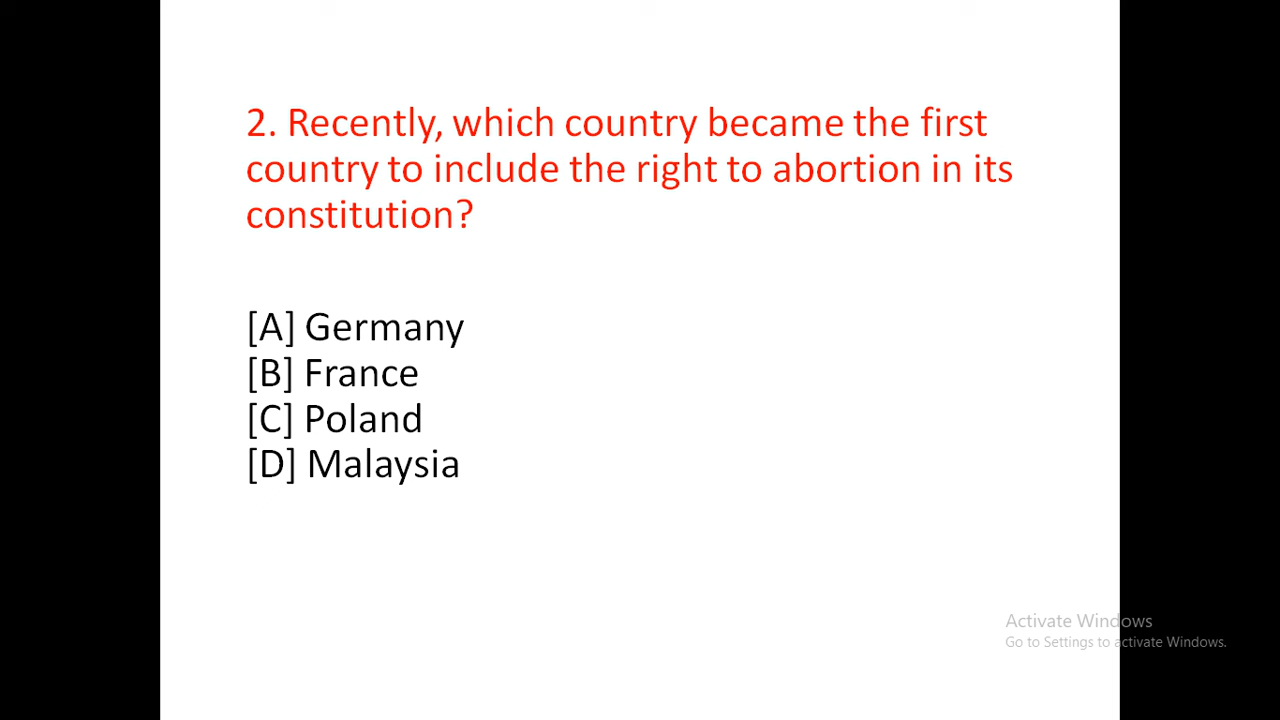 2. Recently, which country became the first
country to include the right to abortion in its
constitution?
[A] Germany
[B] France
[C] Poland
[D] Malaysia
Activate Windows
Go to Settings to activate Windows.